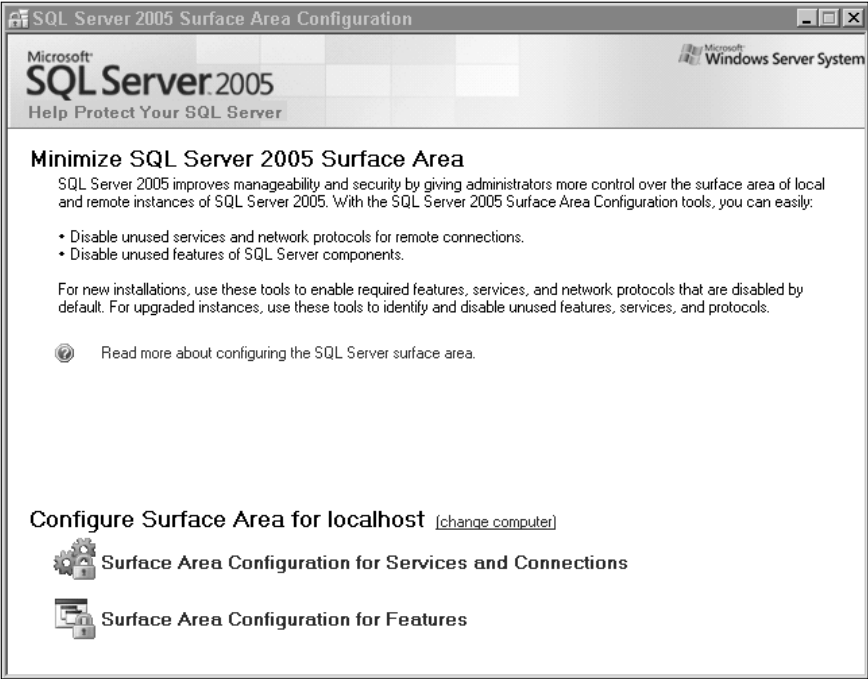 SQL Server 2005 Surface Area Configuration
Microsoft
SQL Server 2005
Help Protect Your SQL Server
Microsoft
Windows Server System
Minimize SQL Server 2005 Surface Area
SQL Server 2005 improves manageability and security by giving administrators more control over the surface area of local
and remote instances of SQL Server 2005. With the SQL Server 2005 Surface Area Configuration tools, you can easily:
• Disable unused services and network protocols for remote connections.
• Disable unused features of SQL Server components.
For new installations, use these tools to enable required features, services, and network protocols that are disabled by
default. For upgraded instances, use these tools to identify and disable unused features, services, and protocols.
Read more about configuring the SQL Server surface area.
Configure Surface Area for localhost (change computer)
Surface Area Configuration for Services and Connections
Surface Area Configuration for Features